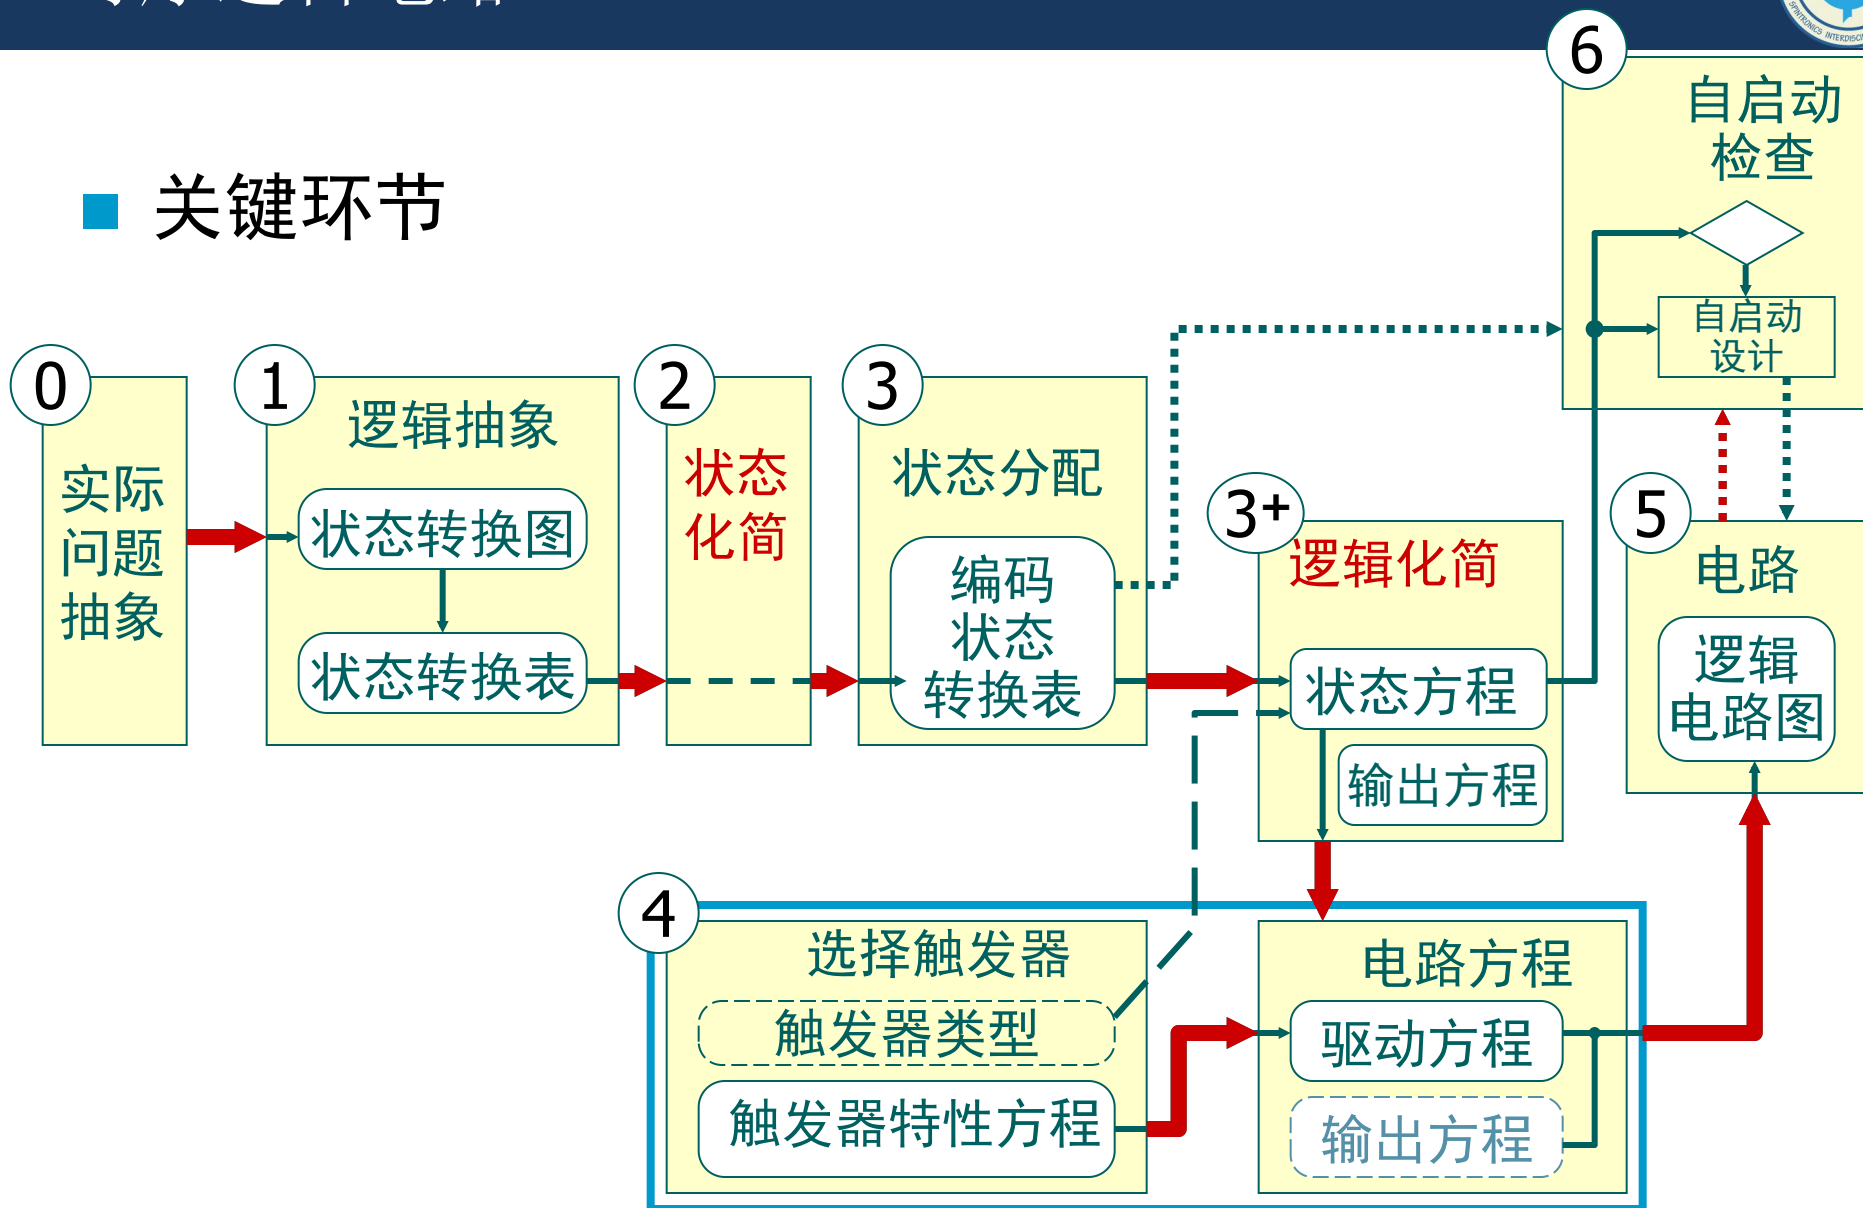 关键环节
0
实际
问题
抽象
1
逻辑抽象
状态转换图
状态转换表
2
状态
化简
3
状态分配
编码
状态
转换表
3+
逻辑化简
状态方程
输出方程
4
选择触发器
触发器类型
触发器特性方程
电路方程
驱动方程
输出方程
5
电路
逻辑
电路图
6
自启动
检查
自启动
设计